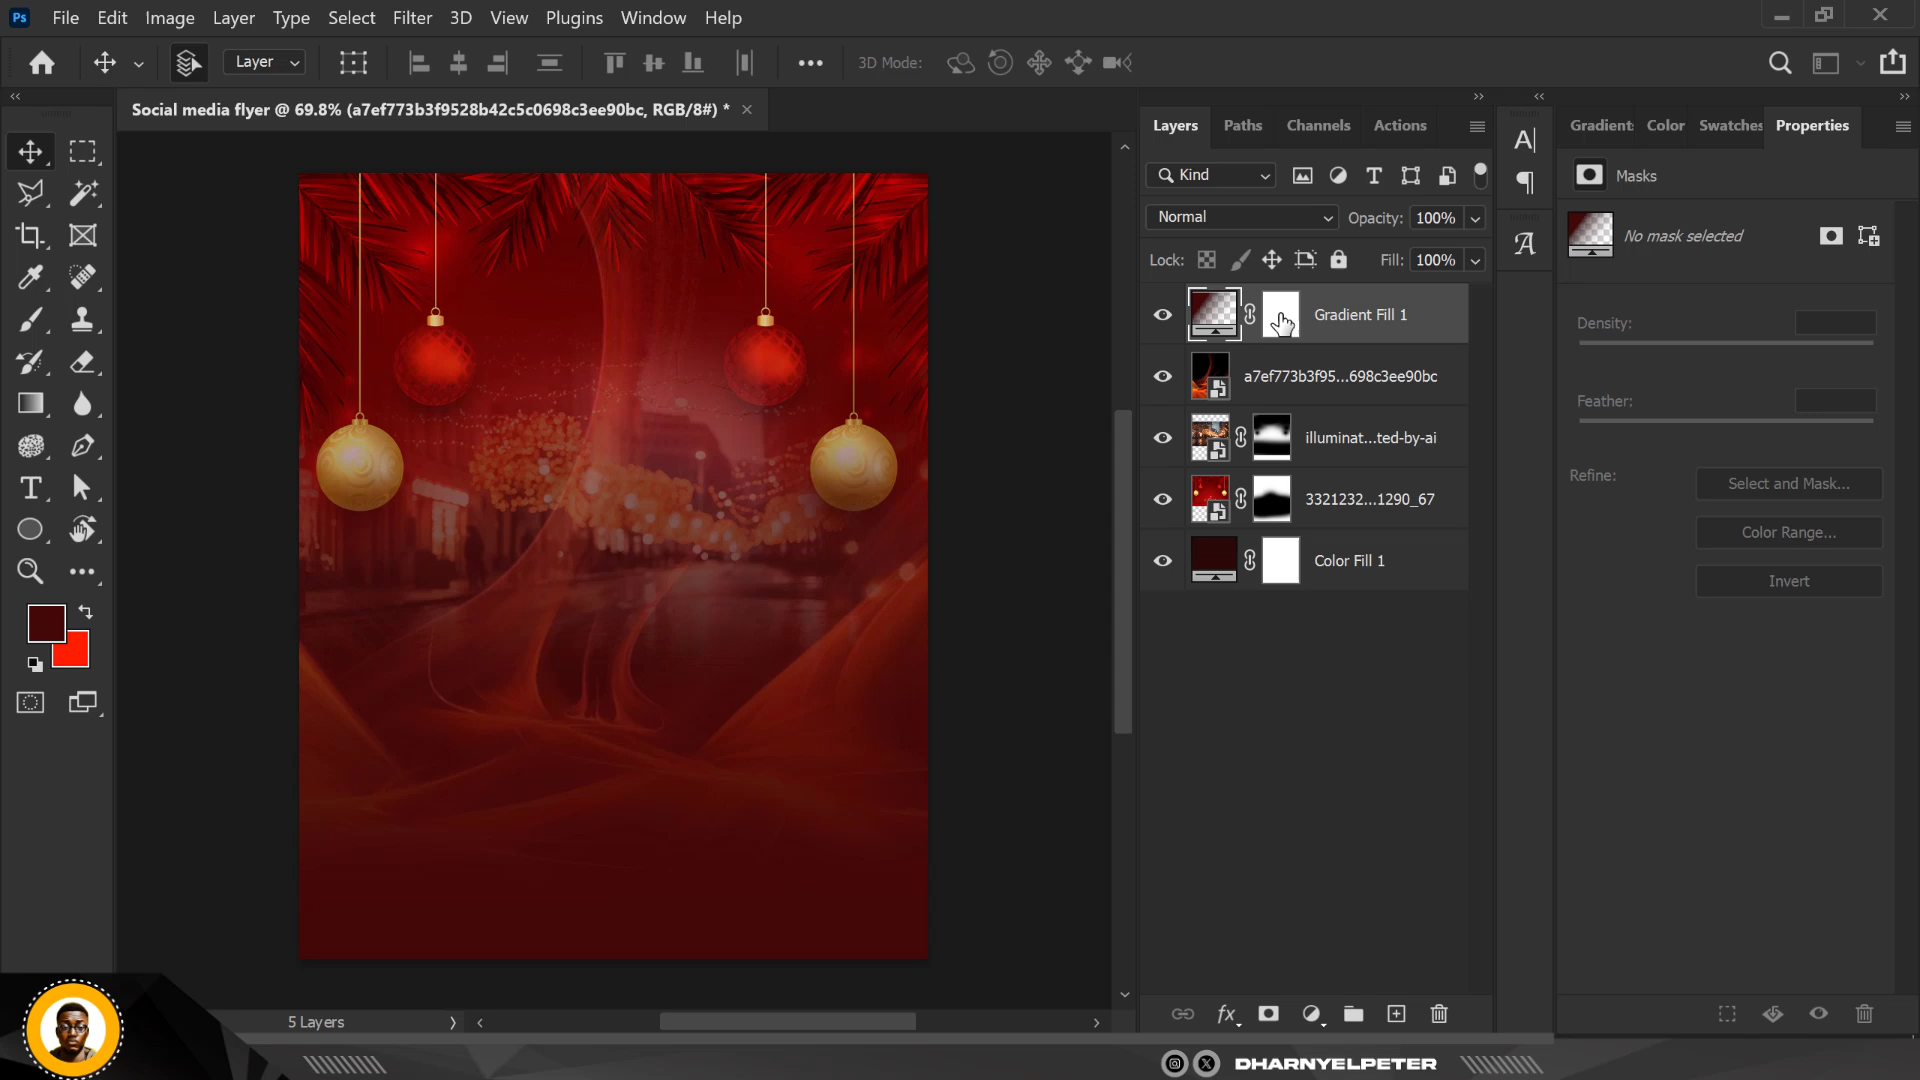 Ps File Edit Image Layer Type Select Filter 3D View Plugins Window Help
Layer
3D Mode:
Social media flyer @ 69.8% (a7ef773b3f9528b42c5c0698c3ee90bc, RGB/8#) *
Layers Paths Channels Actions
Gradient Color Swatches Properties
Kind
Masks
Normal Opacity: 100%
No mask selected
Lock: Fill: 100%
Gradient Fill 1
Density:
a7ef773b3f95...698c3ee90bc
Feather:
illuminat...ted-by-ai
Refine: Select and Mask...
3321232...1290_67
Color Range...
Color Fill 1
Invert
5 Layers
DHARNYELPETER